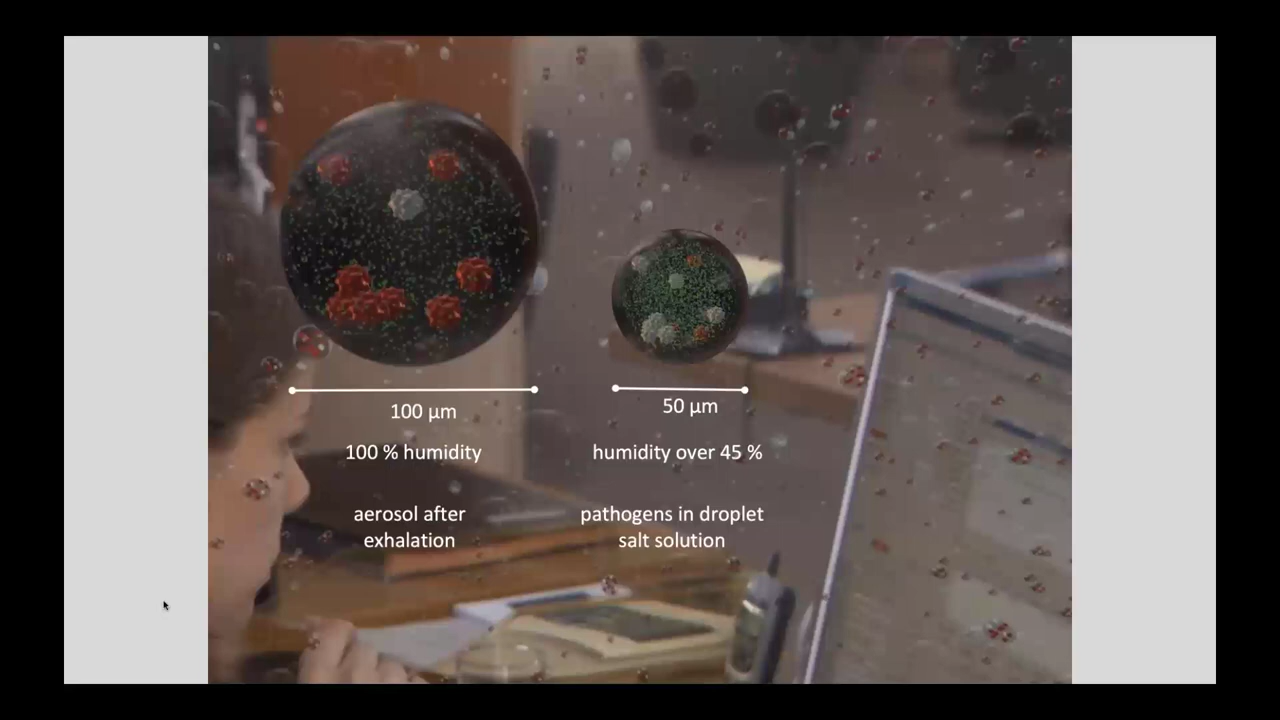 100 µm
50 µm
100 % humidity
humidity over 45 %
aerosol after
exhalation
pathogens in droplet
salt solution